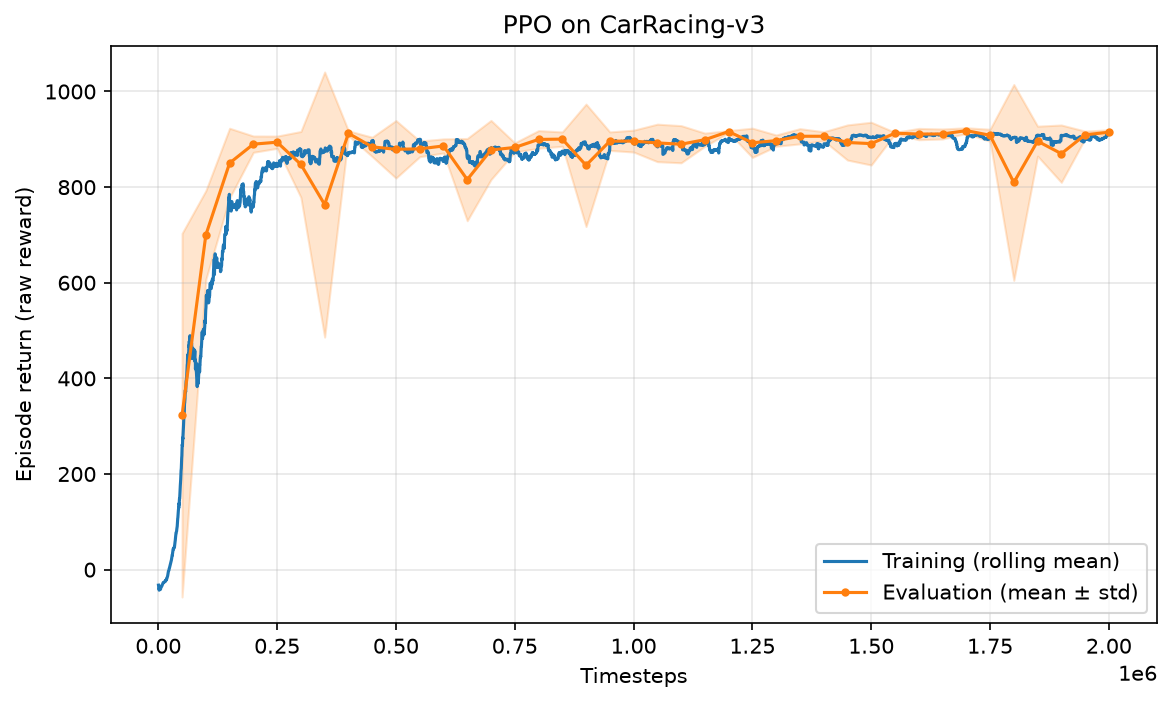 PPO on CarRacing-v3
Episode return (raw reward)
1000
800
600
400
200
0
Training (rolling mean)
Evaluation (mean ± std)
0.00 0.25 0.50 0.75 1.00 1.25 1.50 1.75 2.00
1e6
Timesteps